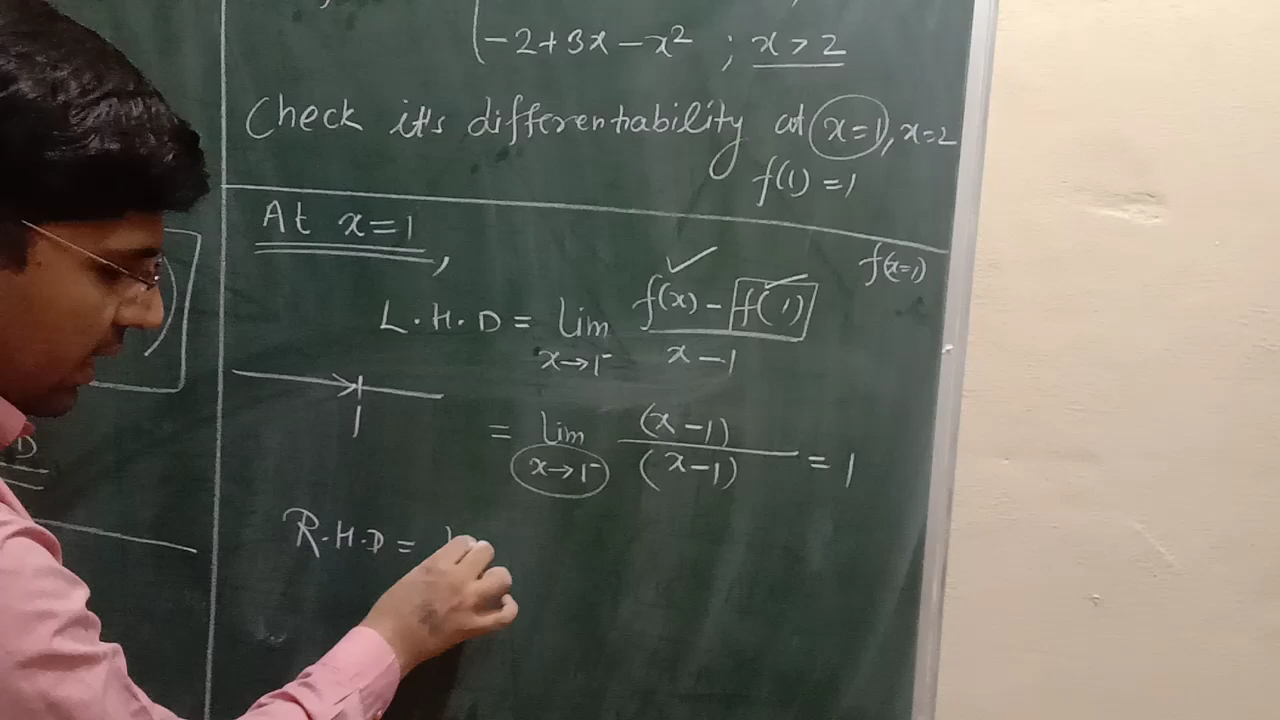 -2+3x-x² ; x>2
Check it's differentiability at x=1, x=2
f(1) =1
At x=1,
f(x=1)
L.H.D = lim f(x) - f(1)
x→1⁻ x-1
1
= lim (x-1)
x→1⁻ (x-1) = 1
D
R.H.D =